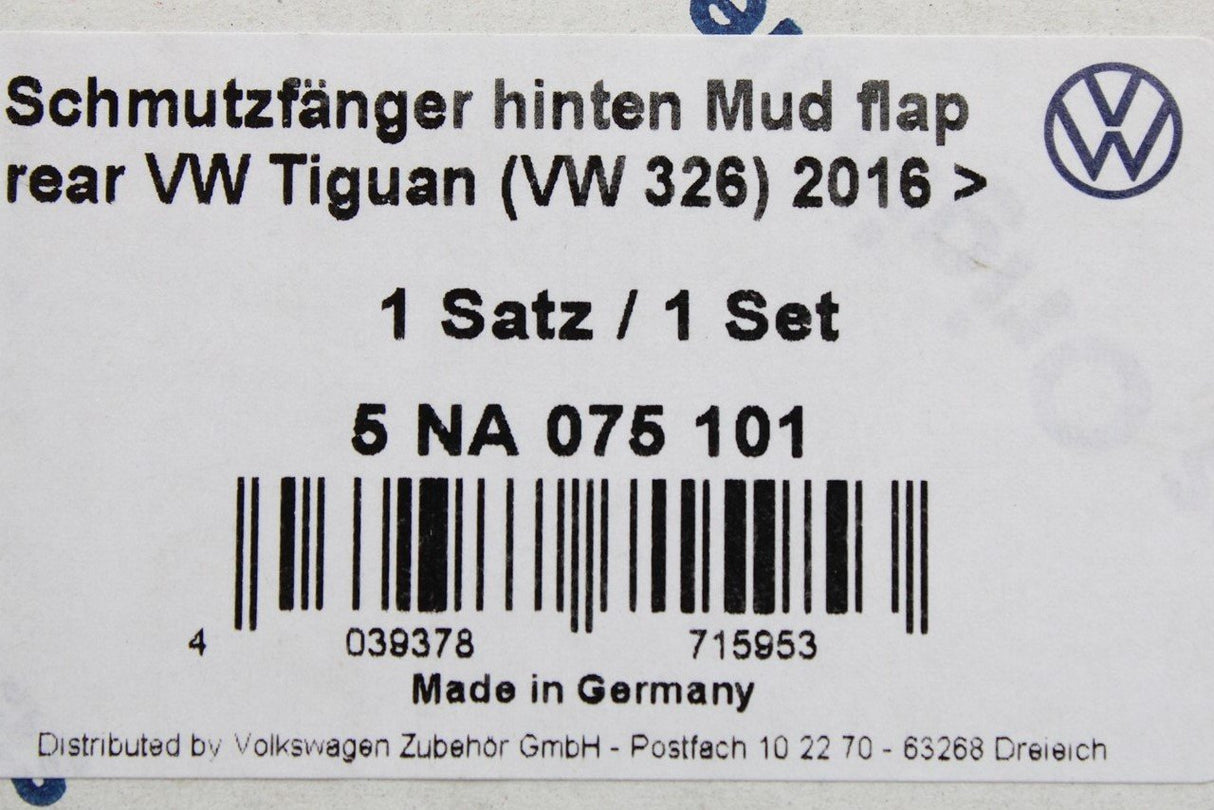 Schmutzfänger hinten Mud flap
rear VW Tiguan (VW 326) 2016 >
1 Satz / 1 Set
5 NA 075 101
4 039378 715953
Made in Germany
Distributed by Volkswagen Zubehör GmbH - Postfach 10 22 70 - 63268 Dreieich